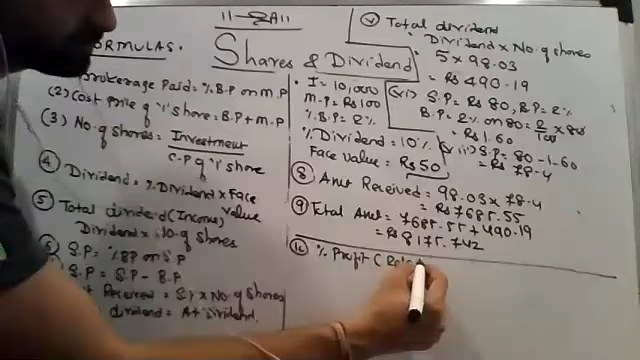 FORMULAS.
Shares & Dividend
Brokerage Paid = % B.P on M.P
(2) Cost Price of '1' share = B.P + M.P
(3) No. of shares = Investment
C.P of '1' share
(4) Dividend = % Dividend x Face Value
(5) Total dividend (Income)
Dividend x No. of shares
S.P = % BP on S.P
S.P = S.P - B.P
Received = S.P x No. of Shares
dividend = A + Dividend.
I = 10,000
M.P = Rs 100
% B.P = 2%
% Dividend = 10%
Face value = Rs 50
(v) Total dividend
Dividend x No. of shares
5 x 98.03
= Rs 490.19
(vi) S.P = Rs 80, B.P = 2%
B.P = 2% on 80 = 2/100 x 80
= Rs 1.60
(vii) S.P = 80 - 1.60
= Rs 78.4
(8) Amt Received = 98.03 x 78.4
= Rs 7685.55
(9) Total Amt = 7685.55 + 490.19
= Rs 8175.742
(10) % Profit (